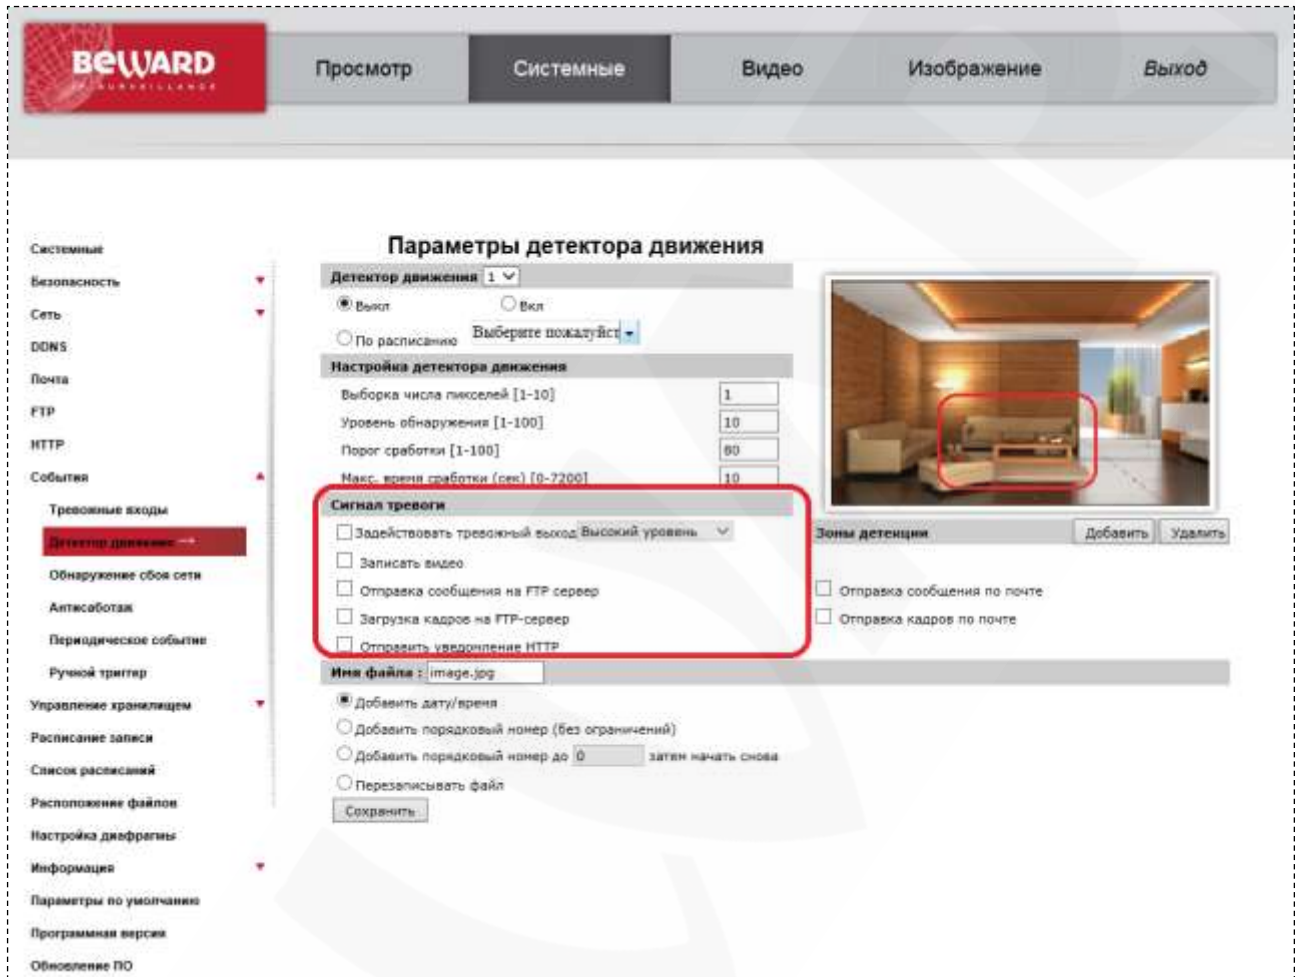 BEWARD
IP SURVEILLANCE
Просмотр
Системные
Видео
Изображение
Выход
Системные
Безопасность
Сеть
DDNS
Почта
FTP
HTTP
События
Тревожные входы
Детектор движения
Обнаружение сбоя сети
Антисаботаж
Периодическое событие
Ручной триггер
Управление хранилищем
Расписание записи
Список расписаний
Расположение файлов
Настройка диафрагмы
Информация
Параметры по умолчанию
Программная версия
Обновление ПО
Параметры детектора движения
Детектор движения 1
Выкл Вкл
По расписанию Выберите пожалуйст
Настройка детектора движения
Выборка числа пикселей [1-10] 1
Уровень обнаружения [1-100] 10
Порог сработки [1-100] 80
Макс. время сработки (сек) [0-7200] 10
Сигнал тревоги
Задействовать тревожный выход Высокий уровень
Записать видео
Отправка сообщения на FTP сервер
Загрузка кадров на FTP-сервер
Отправить уведомление HTTP
Зоны детекции Добавить Удалить
Отправка сообщения по почте
Отправка кадров по почте
Имя файла : image.jpg
Добавить дату/время
Добавить порядковый номер (без ограничений)
Добавить порядковый номер до 0 затем начать снова
Перезаписывать файл
Сохранить